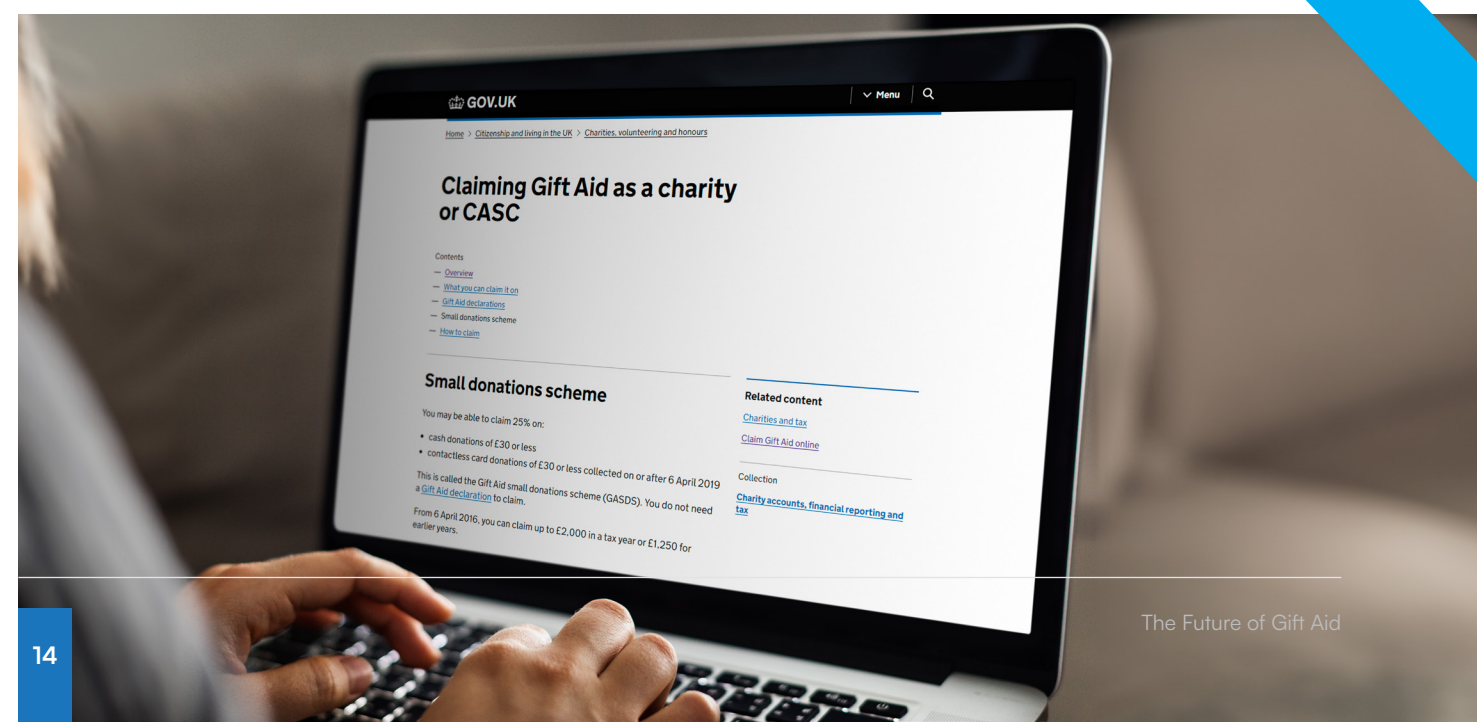 GOV.UK
Menu
Home > Citizenship and living in the UK > Charities, volunteering and honours
Claiming Gift Aid as a charity
or CASC
Contents
— Overview
— What you can claim it on
— Gift Aid declarations
— Small donations scheme
— How to claim
Small donations scheme
You may be able to claim 25% on:
• cash donations of £30 or less
• contactless card donations of £30 or less collected on or after 6 April 2019
This is called the Gift Aid small donations scheme (GASDS). You do not need
a Gift Aid declaration to claim.
From 6 April 2016, you can claim up to £2,000 in a tax year or £1,250 for
earlier years.
Related content
Charities and tax
Claim Gift Aid online
Collection
Charity accounts, financial reporting and
tax
The Future of Gift Aid
14